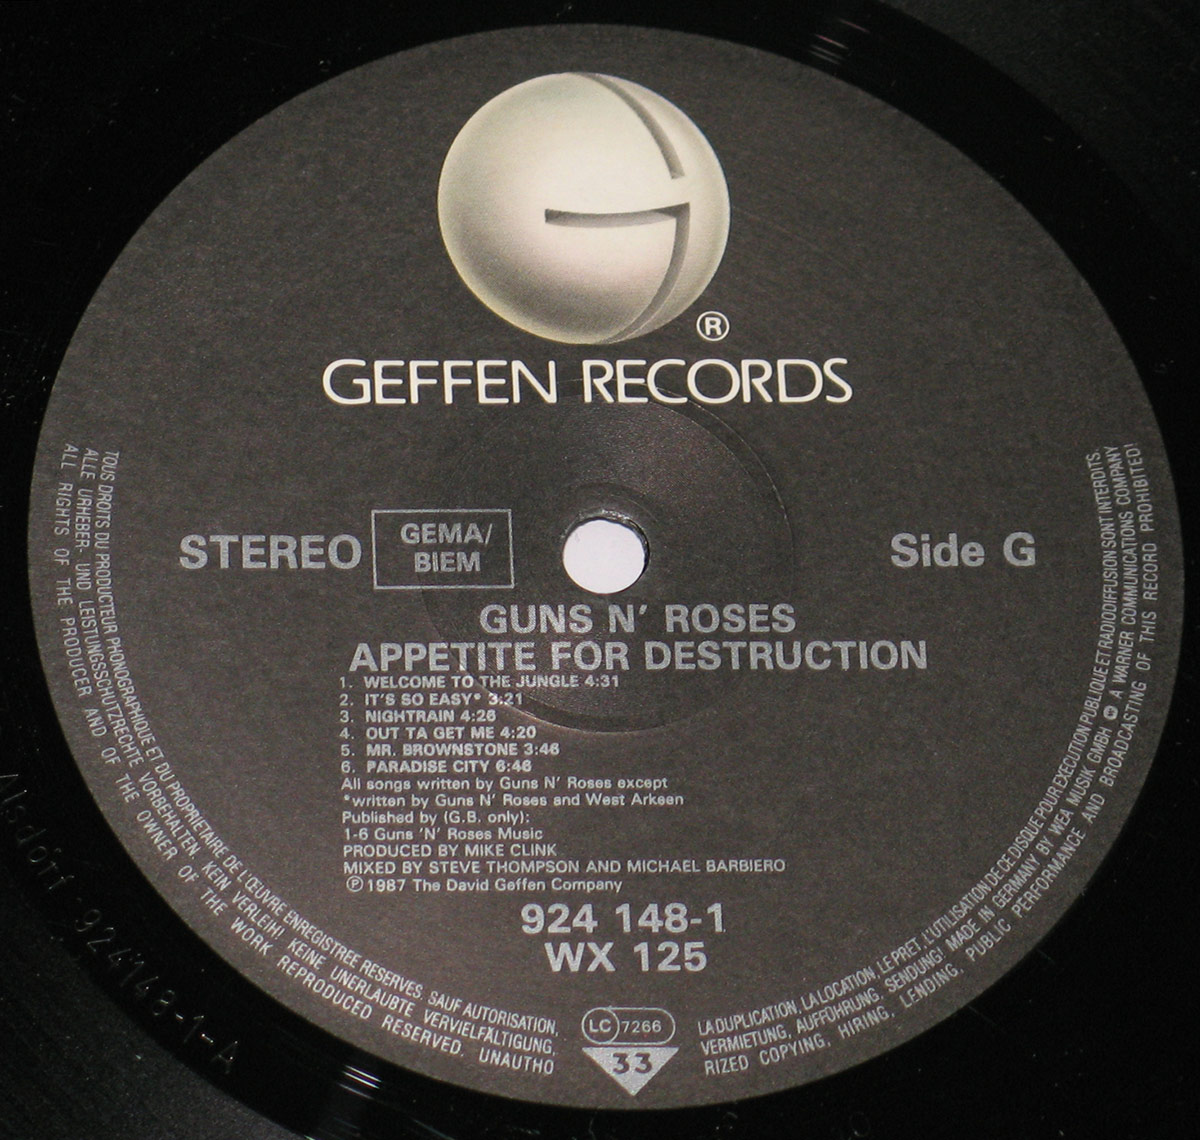 ®
GEFFEN RECORDS
STEREO
GEMA/
BIEM
Side G
GUNS N' ROSES
APPETITE FOR DESTRUCTION
1. WELCOME TO THE JUNGLE 4:31
2. IT'S SO EASY* 3:21
3. NIGHTRAIN 4:26
4. OUT TA GET ME 4:20
5. MR. BROWNSTONE 3:46
6. PARADISE CITY 6:46
All songs written by Guns N' Roses except
*written by Guns N' Roses and West Arkeen
Published by (G.B. only):
1-6 Guns 'N' Roses Music
PRODUCED BY MIKE CLINK
MIXED BY STEVE THOMPSON AND MICHAEL BARBIERO
℗ 1987 The David Geffen Company
924 148-1
WX 125
LC 7266
33
TOUS DROITS DU PRODUCTEUR PHONOGRAPHIQUE ET DU PROPRIETAIRE DE L'ŒUVRE ENREGISTREE RESERVES. SAUF AUTORISATION, LA DUPLICATION, LA LOCATION, LE PRET, L'UTILISATION DE CE DISQUE POUR EXECUTION PUBLIQUE ET RADIODIFFUSION SONT INTERDITS.
ALLE URHEBER- UND LEISTUNGSSCHUTZRECHTE VORBEHALTEN. KEIN VERLEIH! KEINE UNERLAUBTE VERVIELFÄLTIGUNG, VERMIETUNG, AUFFÜHRUNG, SENDUNG! MADE IN GERMANY BY WEA MUSIK GMBH A WARNER COMMUNICATIONS COMPANY
ALL RIGHTS OF THE PRODUCER AND OF THE OWNER OF THE WORK REPRODUCED RESERVED. UNAUTHORIZED COPYING, HIRING, LENDING, PUBLIC PERFORMANCE AND BROADCASTING OF THIS RECORD PROHIBITED!
Alsdorf 924148-1-A